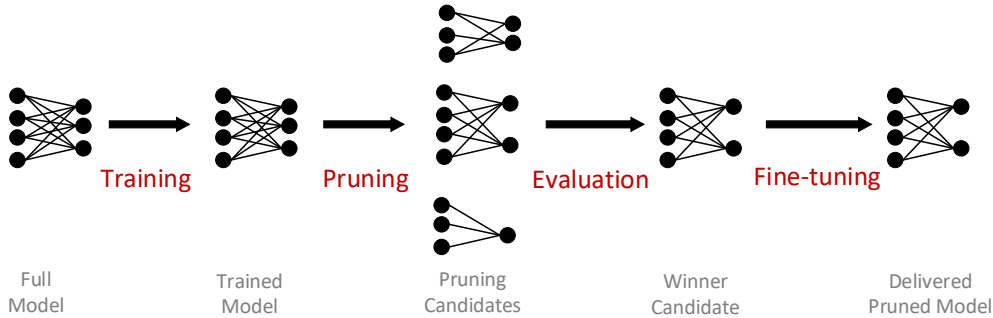 Training
Pruning
Evaluation
Fine-tuning
Full
Model
Trained
Model
Pruning
Candidates
Winner
Candidate
Delivered
Pruned Model